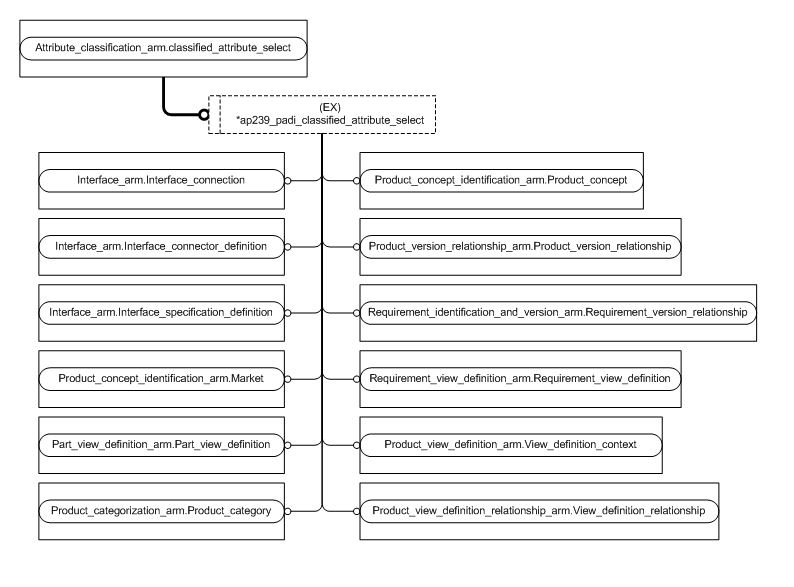 Attribute_classification_arm.classified_attribute_select
(EX)
*ap239_padi_classified_attribute_select
Interface_arm.Interface_connection
Product_concept_identification_arm.Product_concept
Interface_arm.Interface_connector_definition
Product_version_relationship_arm.Product_version_relationship
Interface_arm.Interface_specification_definition
Requirement_identification_and_version_arm.Requirement_version_relationship
Product_concept_identification_arm.Market
Requirement_view_definition_arm.Requirement_view_definition
Part_view_definition_arm.Part_view_definition
Product_view_definition_arm.View_definition_context
Product_categorization_arm.Product_category
Product_view_definition_relationship_arm.View_definition_relationship